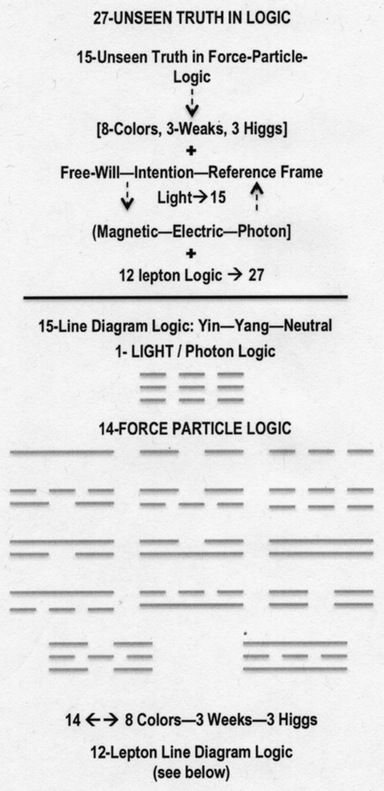 27-UNSEEN TRUTH IN LOGIC
15-Unseen Truth in Force-Particle-
Logic
[8-Colors, 3-Weaks, 3 Higgs]
+
Free-Will—Intention—Reference Frame
Light→15
(Magnetic—Electric—Photon]
+
12 lepton Logic → 27
15-Line Diagram Logic: Yin—Yang—Neutral
1- LIGHT / Photon Logic
14-FORCE PARTICLE LOGIC
14 ←→ 8 Colors—3 Weeks—3 Higgs
12-Lepton Line Diagram Logic
(see below)